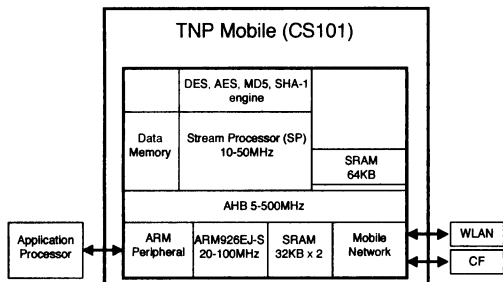 TNP Mobile (CS101)
DES, AES, MD5, SHA-1
engine
Data
Memory
Stream Processor (SP)
10-50MHz
SRAM
64KB
AHB 5-500MHz
Application
Processor
ARM
Peripheral
ARM926EJ-S
20-100MHz
SRAM
32KB x 2
Mobile
Network
WLAN
CF